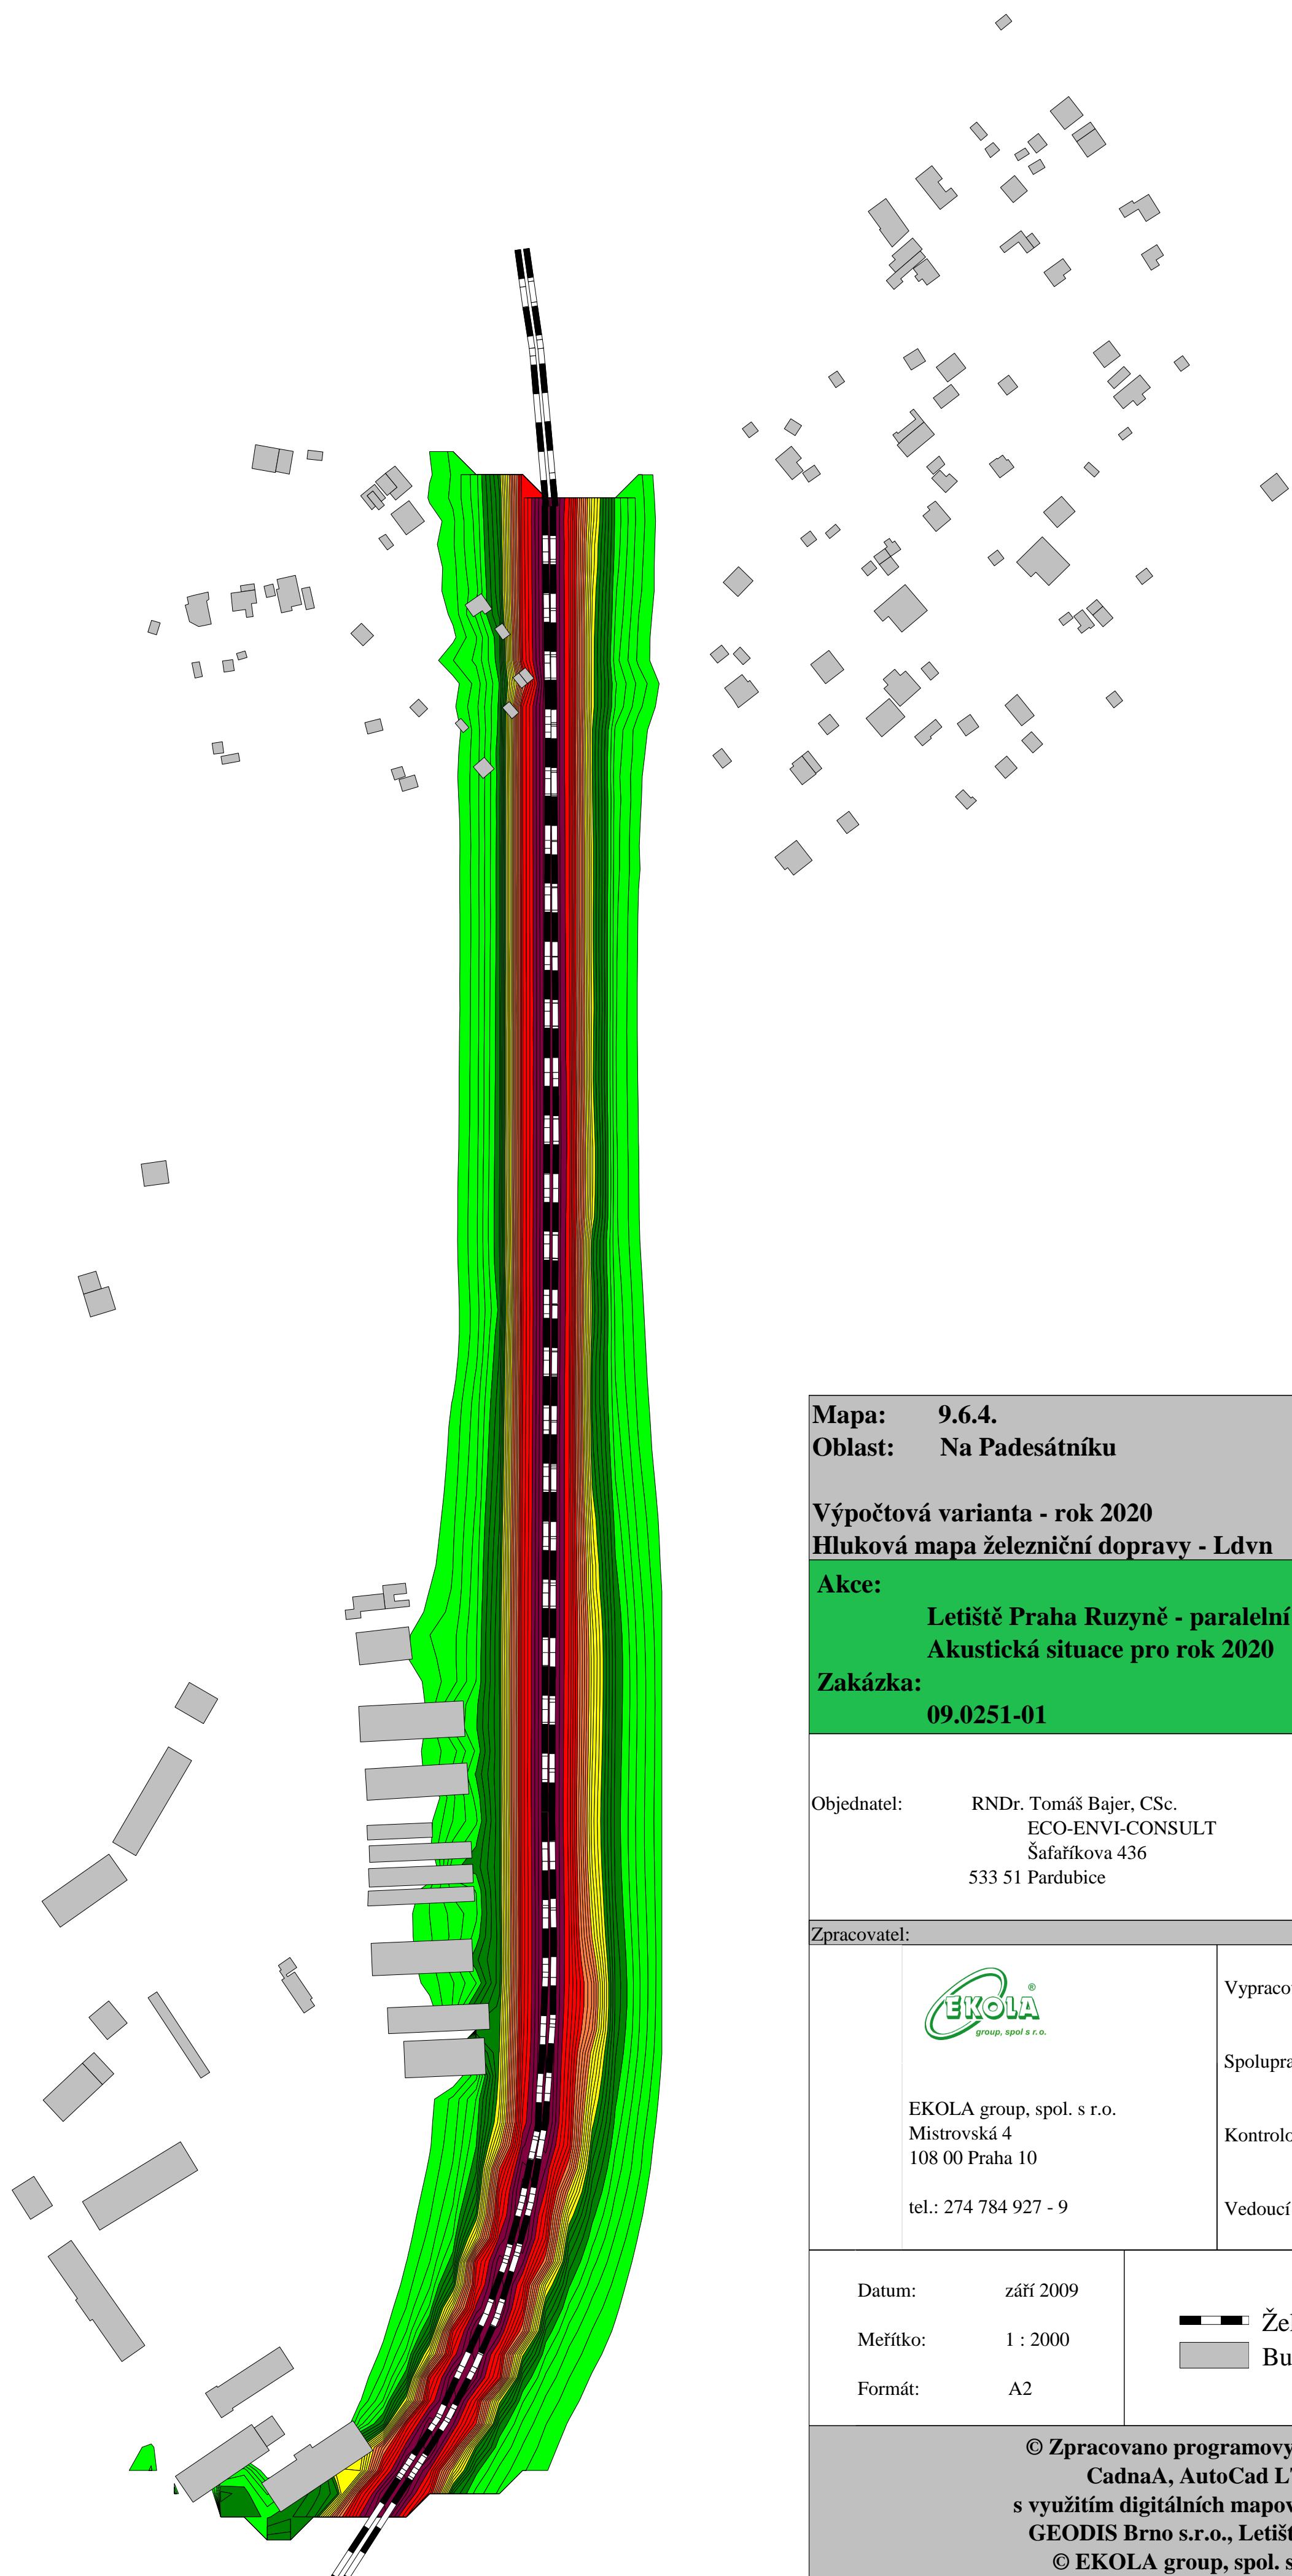 Mapa: 9.6.4.
Oblast: Na Padesátníku
Výpočtová varianta - rok 2020
Hluková mapa železniční dopravy - Ldvn
Akce:
Letiště Praha Ruzyně - paralelní
Akustická situace pro rok 2020
Zakázka:
09.0251-01
Objednatel: RNDr. Tomáš Bajer, CSc.
ECO-ENVI-CONSULT
Šafaříkova 436
533 51 Pardubice
Zpracovatel:
EKOLA ®
group, spol s r. o.
EKOLA group, spol. s r.o.
Mistrovská 4
108 00 Praha 10
tel.: 274 784 927 - 9
Vedoucí
Datum: září 2009
Meřítko: 1 : 2000
Formát: A2
© Zpracovano
CadnaA, AutoCad
s využitím digitálních
GEODIS Brno s.r.o.,
© EKOLA group, spol. s